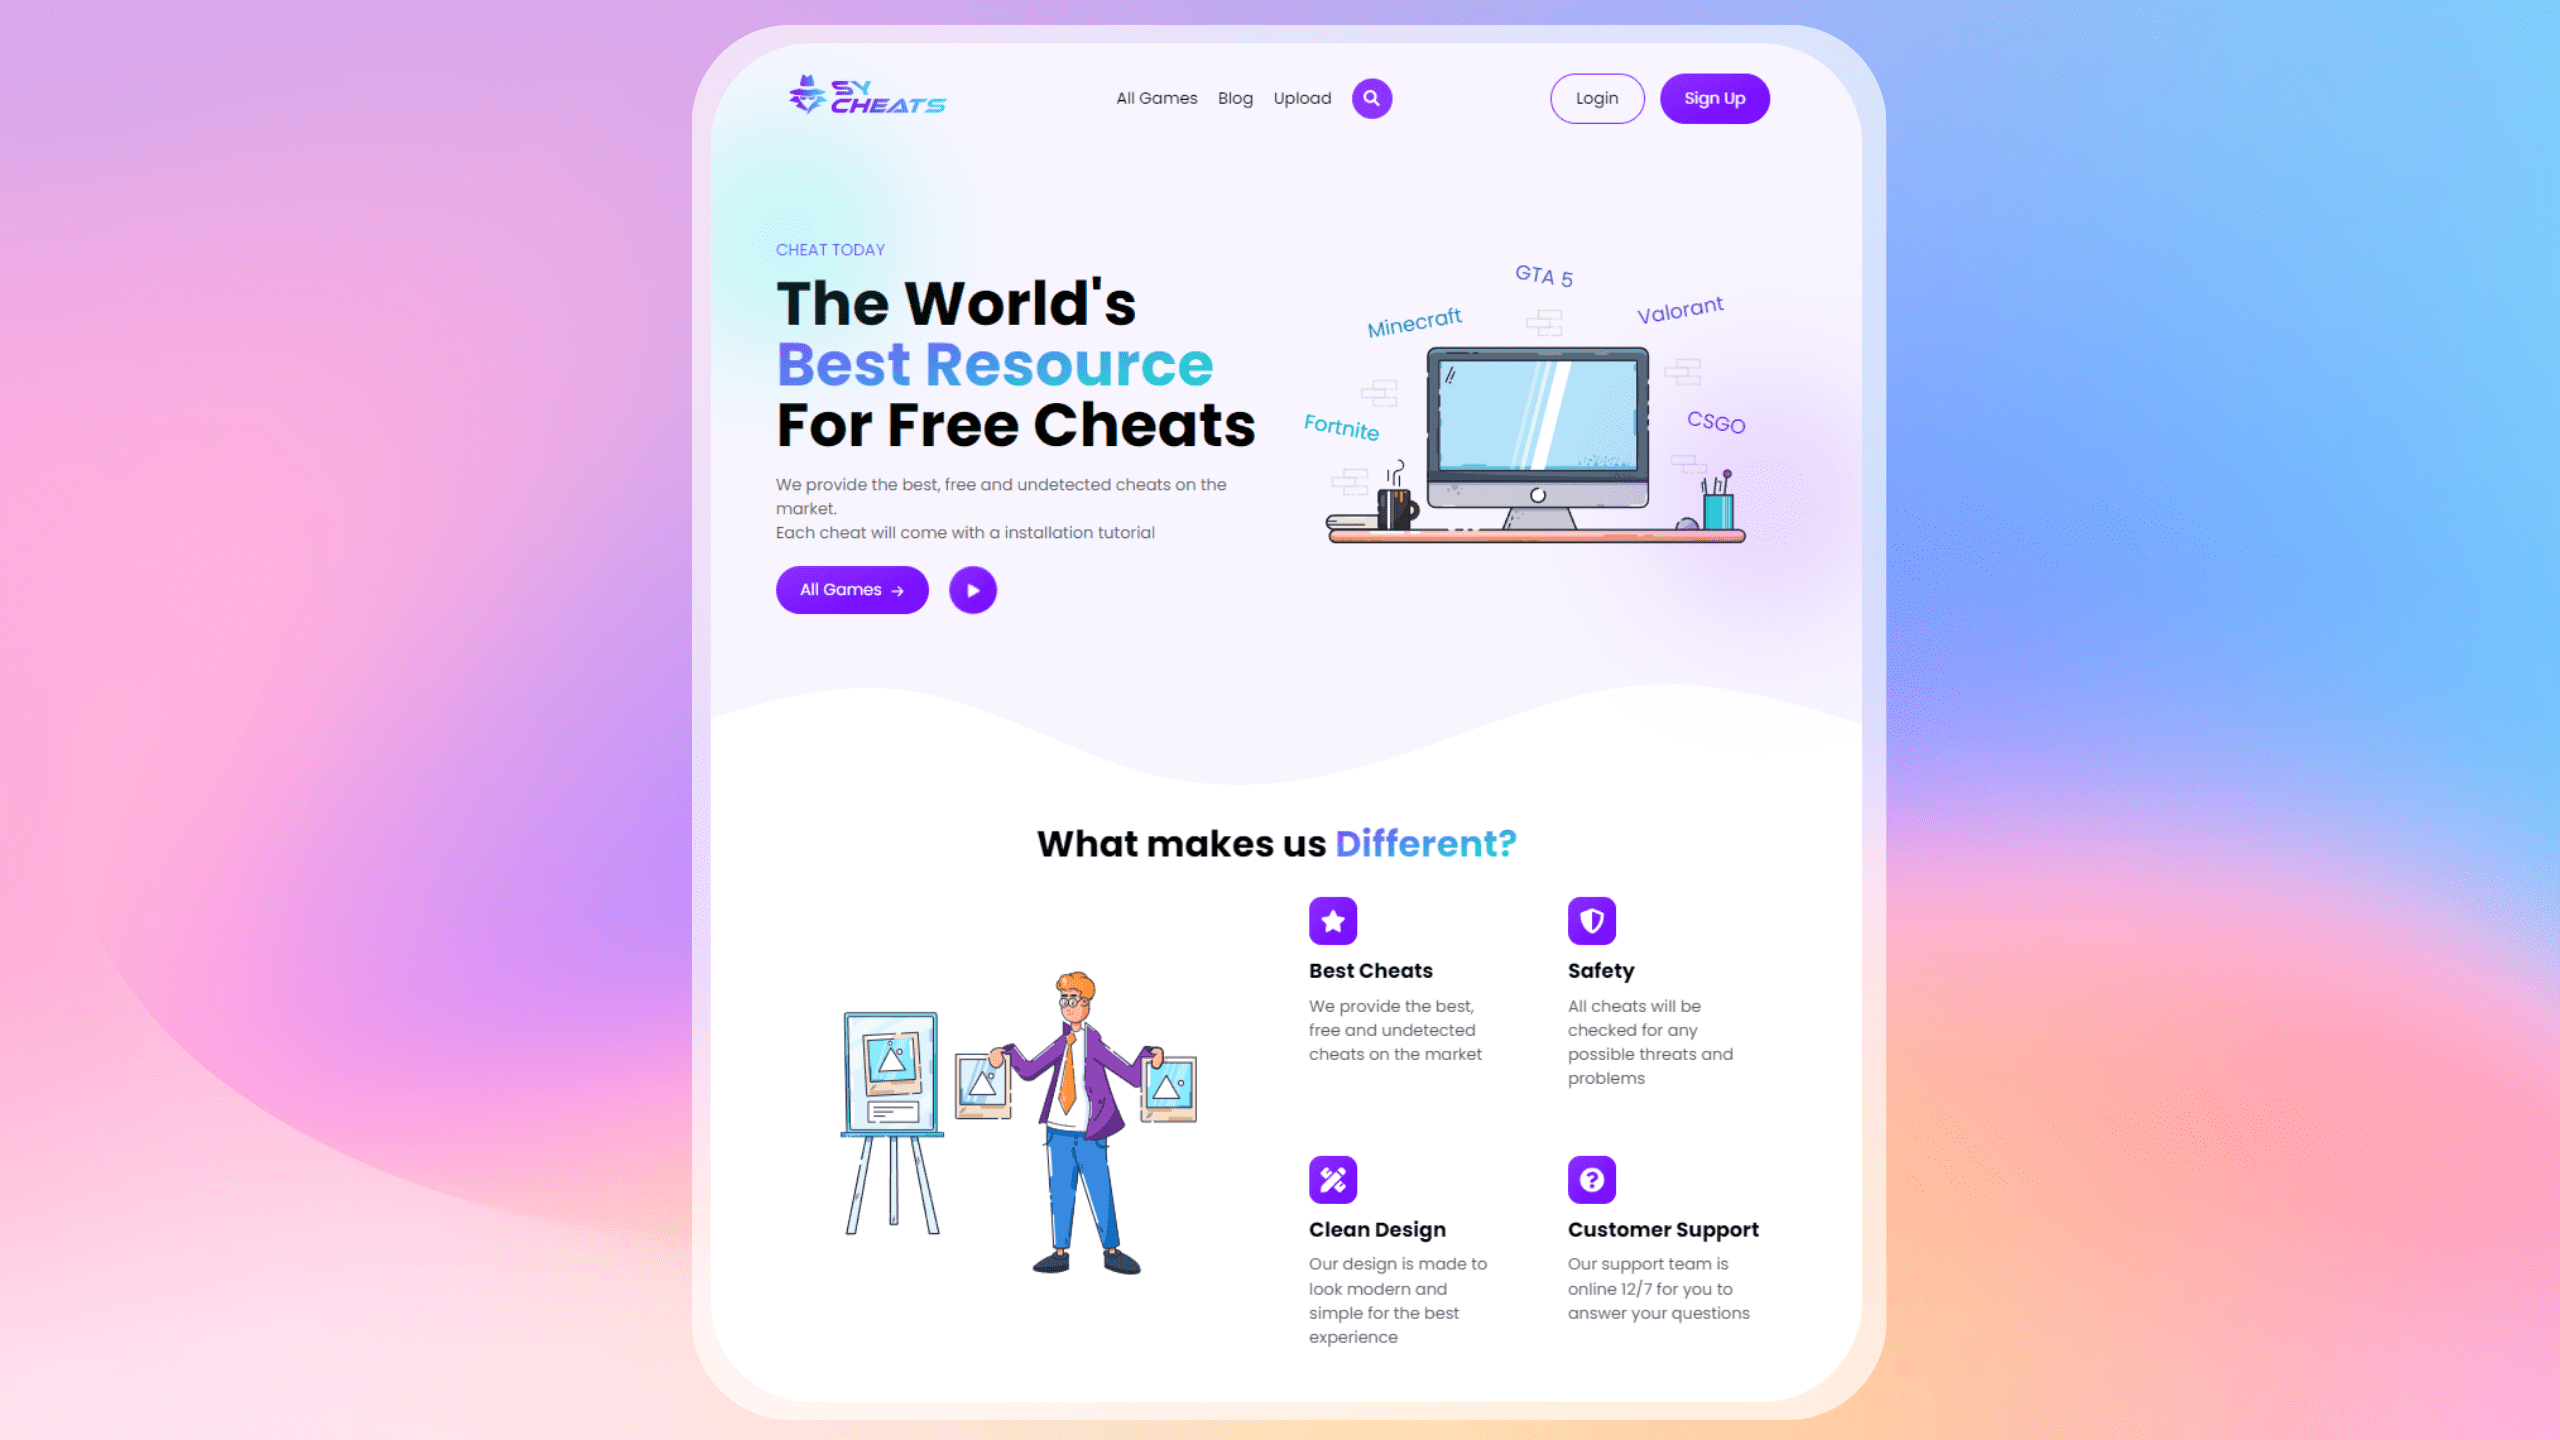 SY
CHEATS
All Games Blog Upload
Login Sign Up
CHEAT TODAY
The World's
Best Resource
For Free Cheats
We provide the best, free and undetected cheats on the
market.
Each cheat will come with a installation tutorial
All Games →
GTA 5
Minecraft
Valorant
Fortnite
CSGO
What makes us Different?
Best Cheats
We provide the best,
free and undetected
cheats on the market
Safety
All cheats will be
checked for any
possible threats and
problems
Clean Design
Our design is made to
look modern and
simple for the best
experience
Customer Support
Our support team is
online 12/7 for you to
answer your questions